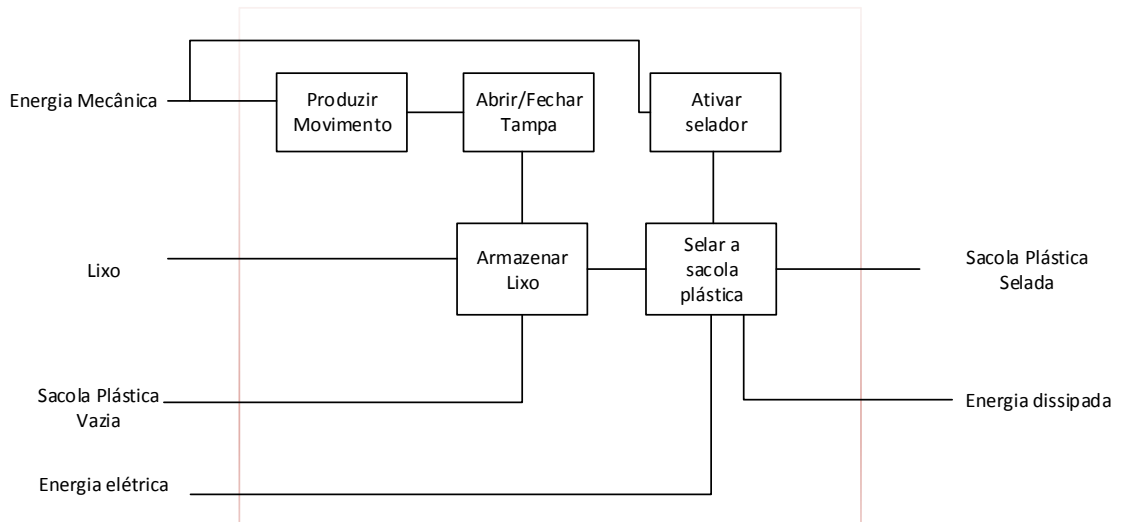 Energia Mecânica
Produzir
Movimento
Abrir/Fechar
Tampa
Ativar
selador
Lixo
Armazenar
Lixo
Selar a
sacola
plástica
Sacola Plástica
Selada
Sacola Plástica
Vazia
Energia dissipada
Energia elétrica